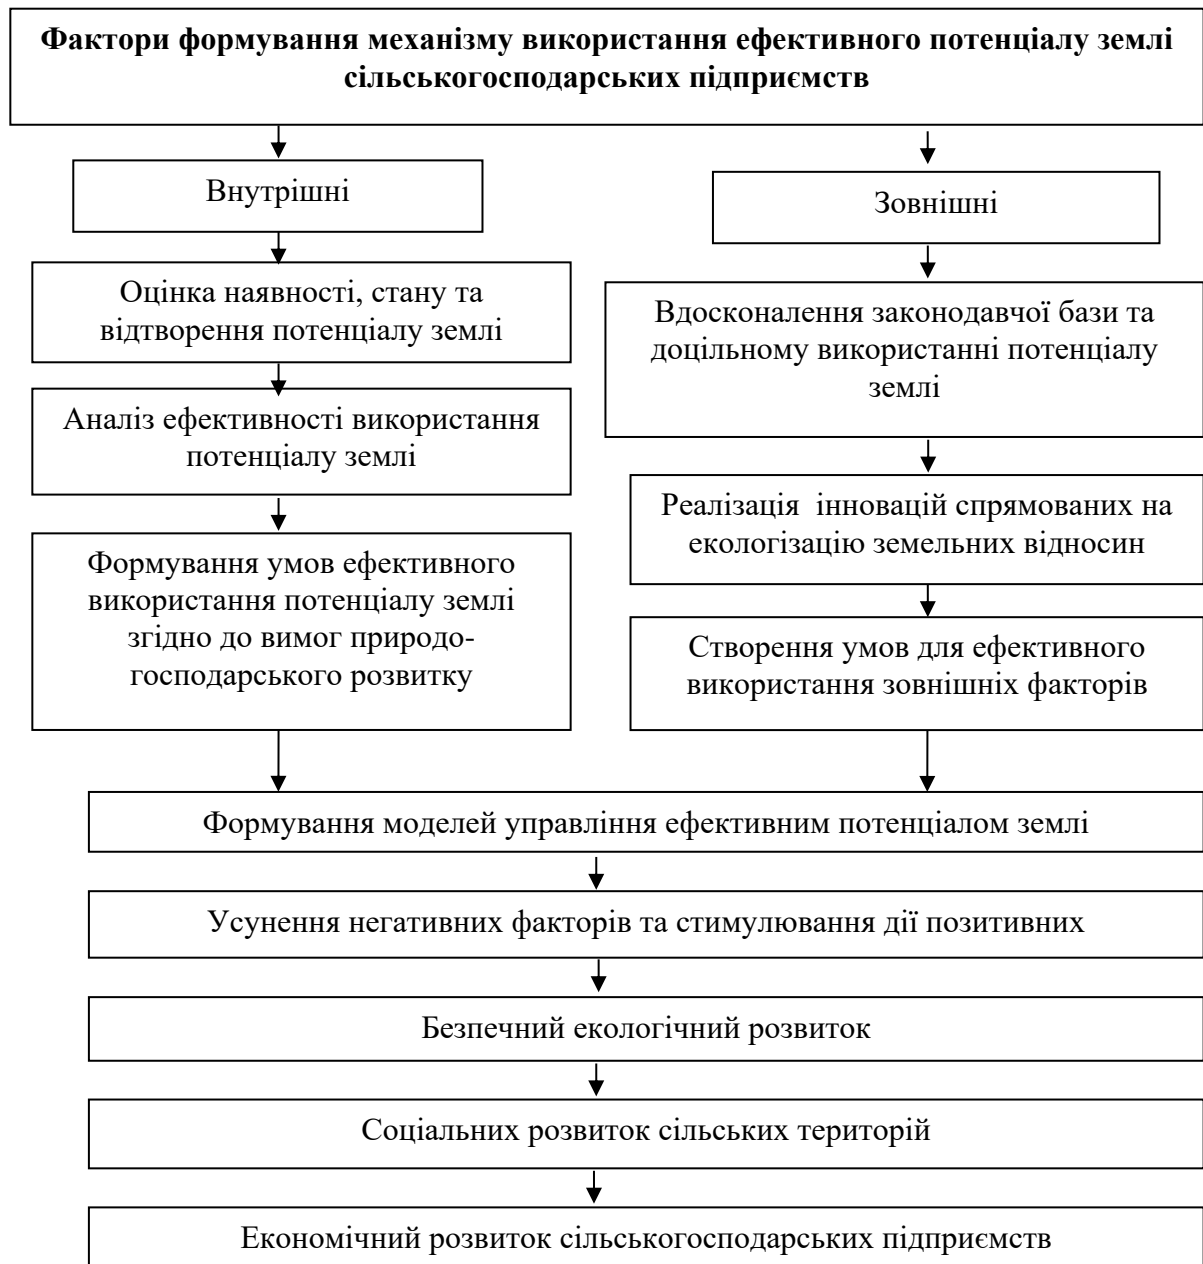 Фактори формування механізму використання ефективного потенціалу землі
сільськогосподарських підприємств
Внутрішні
Зовнішні
Оцінка наявності, стану та
відтворення потенціалу землі
Вдосконалення законодавчої бази та
доцільному використанні потенціалу
землі
Аналіз ефективності використання
потенціалу землі
Реалізація інновацій спрямованих на
екологізацію земельних відносин
Формування умов ефективного
використання потенціалу землі
згідно до вимог природо-
господарського розвитку
Створення умов для ефективного
використання зовнішніх факторів
Формування моделей управління ефективним потенціалом землі
Усунення негативних факторів та стимулювання дії позитивних
Безпечний екологічний розвиток
Соціальних розвиток сільських територій
Економічний розвиток сільськогосподарських підприємств